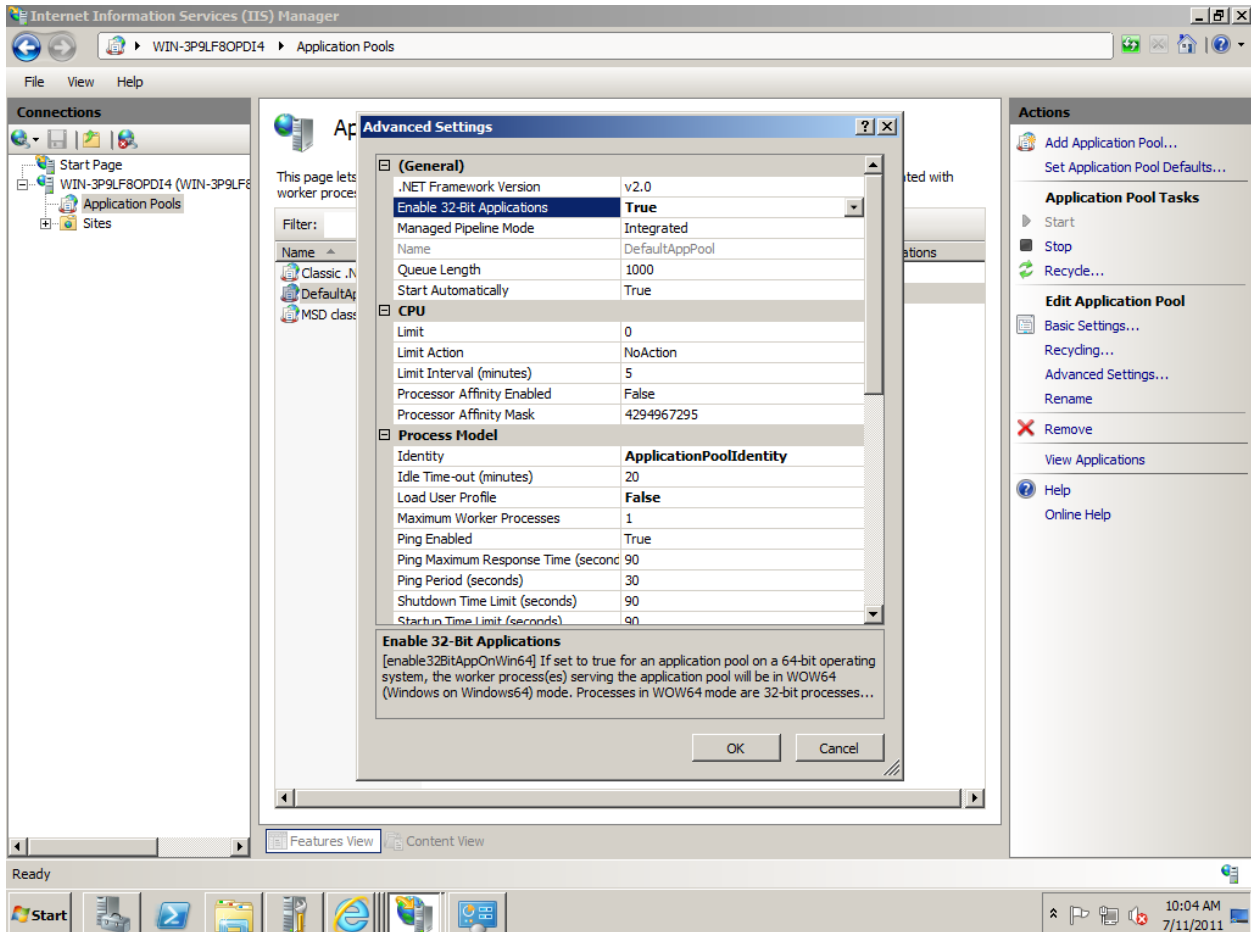 Internet Information Services (IIS) Manager
WIN-3P9LF8OPDI4 Application Pools
File View Help
Connections
Start Page
WIN-3P9LF8OPDI4 (WIN-3P9LF8
Application Pools
Sites
Ap
This page lets
worker proces
ated with
Filter:
Name
ations
Classic .N
DefaultAp
MSD class
Advanced Settings
(General)
.NET Framework Version v2.0
Enable 32-Bit Applications True
Managed Pipeline Mode Integrated
Name DefaultAppPool
Queue Length 1000
Start Automatically True
CPU
Limit 0
Limit Action NoAction
Limit Interval (minutes) 5
Processor Affinity Enabled False
Processor Affinity Mask 4294967295
Process Model
Identity ApplicationPoolIdentity
Idle Time-out (minutes) 20
Load User Profile False
Maximum Worker Processes 1
Ping Enabled True
Ping Maximum Response Time (second 90
Ping Period (seconds) 30
Shutdown Time Limit (seconds) 90
Startup Time Limit (seconds) 90
Enable 32-Bit Applications
[enable32BitAppOnWin64] If set to true for an application pool on a 64-bit operating
system, the worker process(es) serving the application pool will be in WOW64
(Windows on Windows64) mode. Processes in WOW64 mode are 32-bit processes...
OK Cancel
Actions
Add Application Pool...
Set Application Pool Defaults...
Application Pool Tasks
Start
Stop
Recycle...
Edit Application Pool
Basic Settings...
Recycling...
Advanced Settings...
Rename
Remove
View Applications
Help
Online Help
Features View Content View
Ready
Start
10:04 AM
7/11/2011